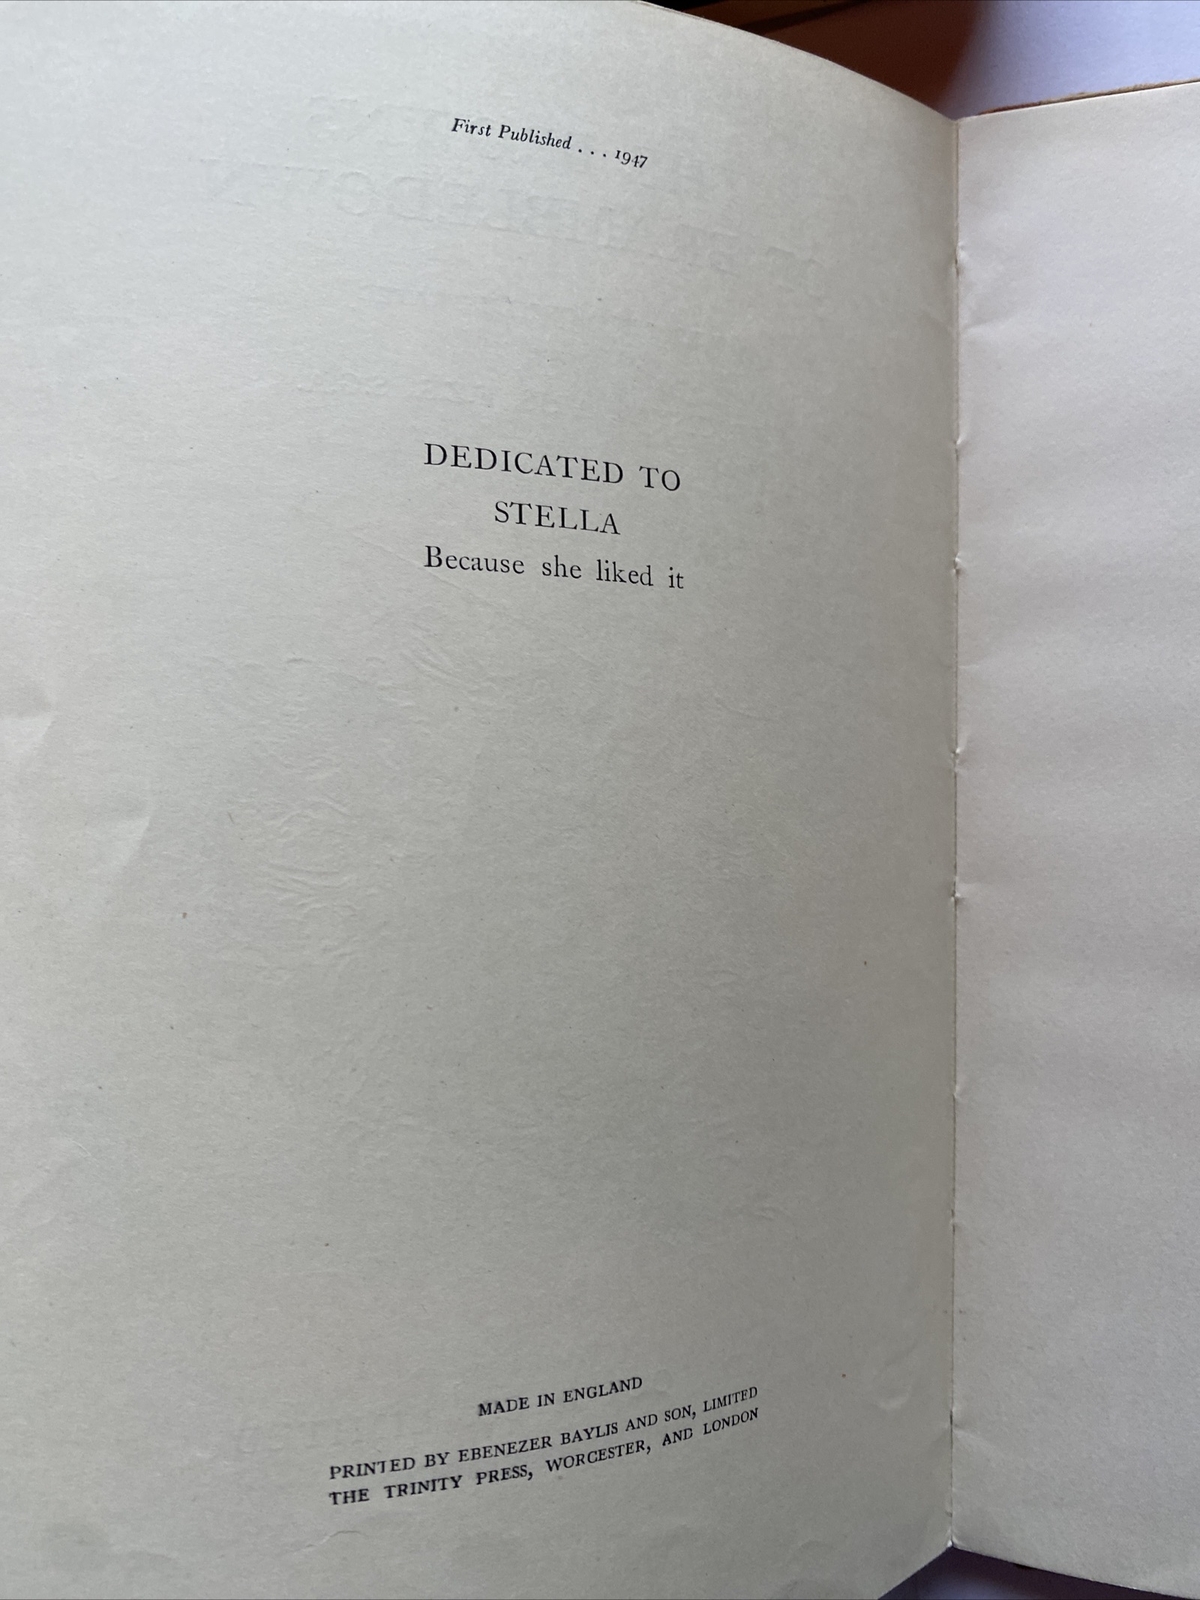 First Published . . . 1947
DEDICATED TO
STELLA
Because she liked it
MADE IN ENGLAND
PRINTED BY EBENEZER BAYLIS AND SON, LIMITED
THE TRINITY PRESS, WORCESTER, AND LONDON